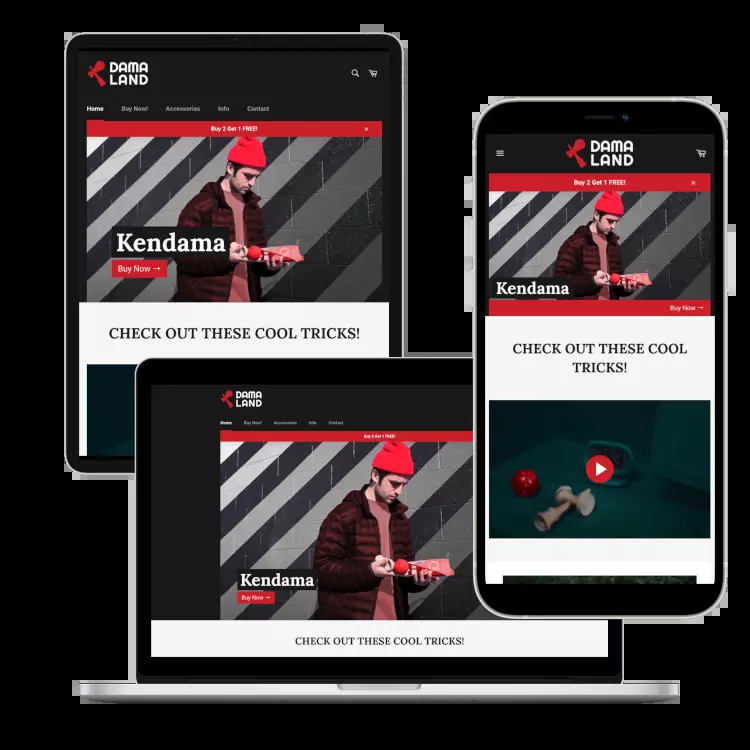 DAMA
LAND
Home Buy Now! Accessories Info Contact
Buy 2 Get 1 FREE! ×
Kendama
Buy Now →
CHECK OUT THESE COOL TRICKS!
DAMA
LAND
Buy 2 Get 1 FREE! ×
Kendama
Buy Now →
CHECK OUT THESE COOL
TRICKS!
DAMA
LAND
Home Buy Now! Accessories Info Contact
Buy 2 Get 1 FREE!
Kendama
Buy Now →
CHECK OUT THESE COOL TRICKS!